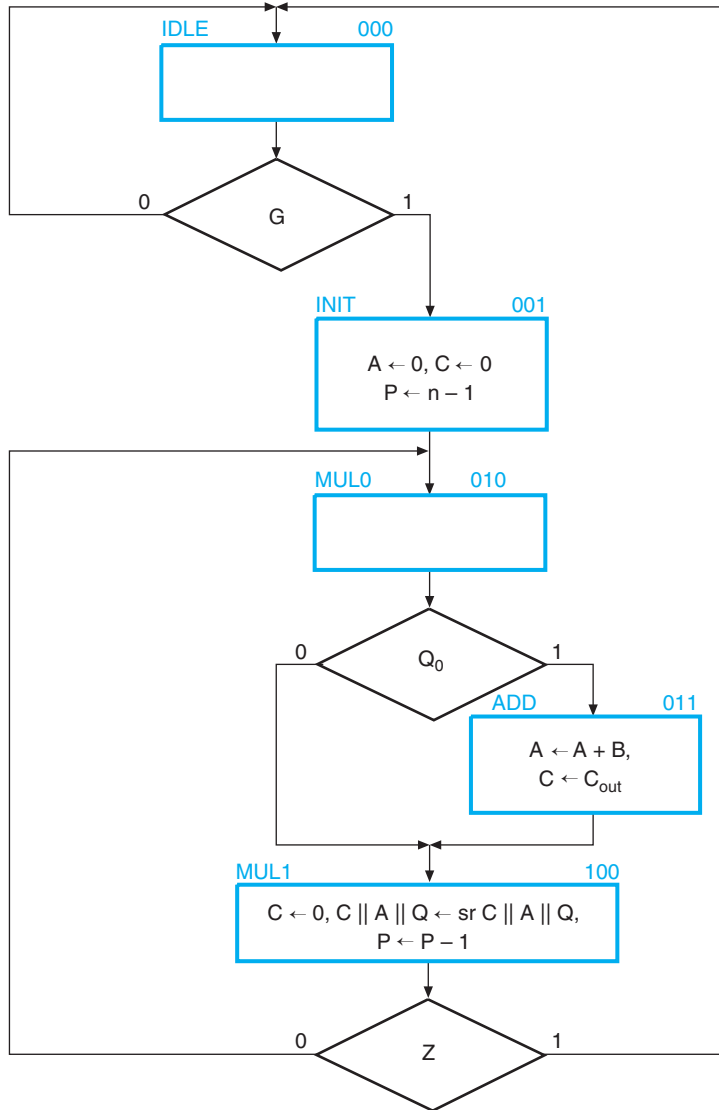 IDLE 000
0 G 1
INIT 001
A ← 0, C ← 0
P ← n – 1
MUL0 010
0 Q₀ 1
ADD 011
A ← A + B,
C ← Cout
MUL1 100
C ← 0, C || A || Q ← sr C || A || Q,
P ← P – 1
0 Z 1